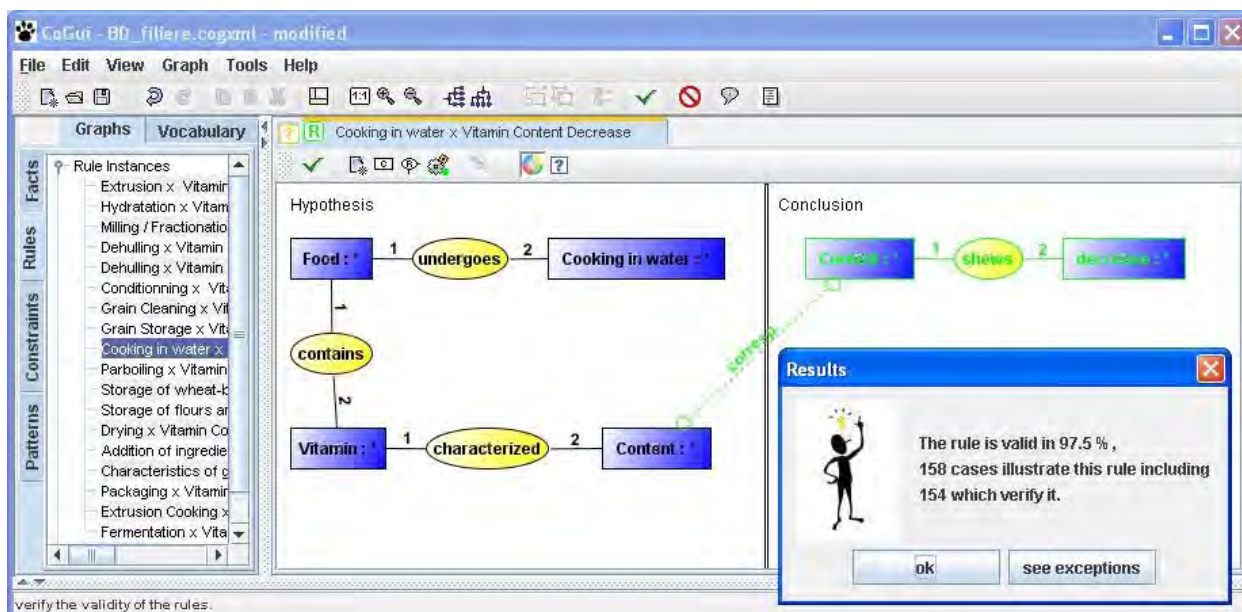 CoGui - BD_filiere.cogxml - modified
File Edit View Graph Tools Help
1:1
Graphs Vocabulary
? R Cooking in water x Vitamin Content Decrease
C R ?
Facts
Rules
Constraints
Patterns
Rule Instances
Extrusion x Vitamin
Hydratation x Vitam
Milling / Fractionatio
Dehulling x Vitamin
Dehulling x Vitamin
Conditionning x Vit
Grain Cleaning x Vit
Grain Storage x Vit
Cooking in water x
Parboiling x Vitamin
Storage of wheat-b
Storage of flours ar
Drying x Vitamin Co
Addition of ingredie
Characteristics of g
Packaging x Vitamin
Extrusion Cooking x
Fermentation x Vita
Hypothesis
Food : * 1 undergoes 2 Cooking in water : *
1
contains
2
Vitamin : * 1 characterized 2 Content : *
Conclusion
Content : * 1 shows 2 decrease : *
corresp
Results
The rule is valid in 97.5 % ,
158 cases illustrate this rule including
154 which verify it.
ok see exceptions
verify the validity of the rules.